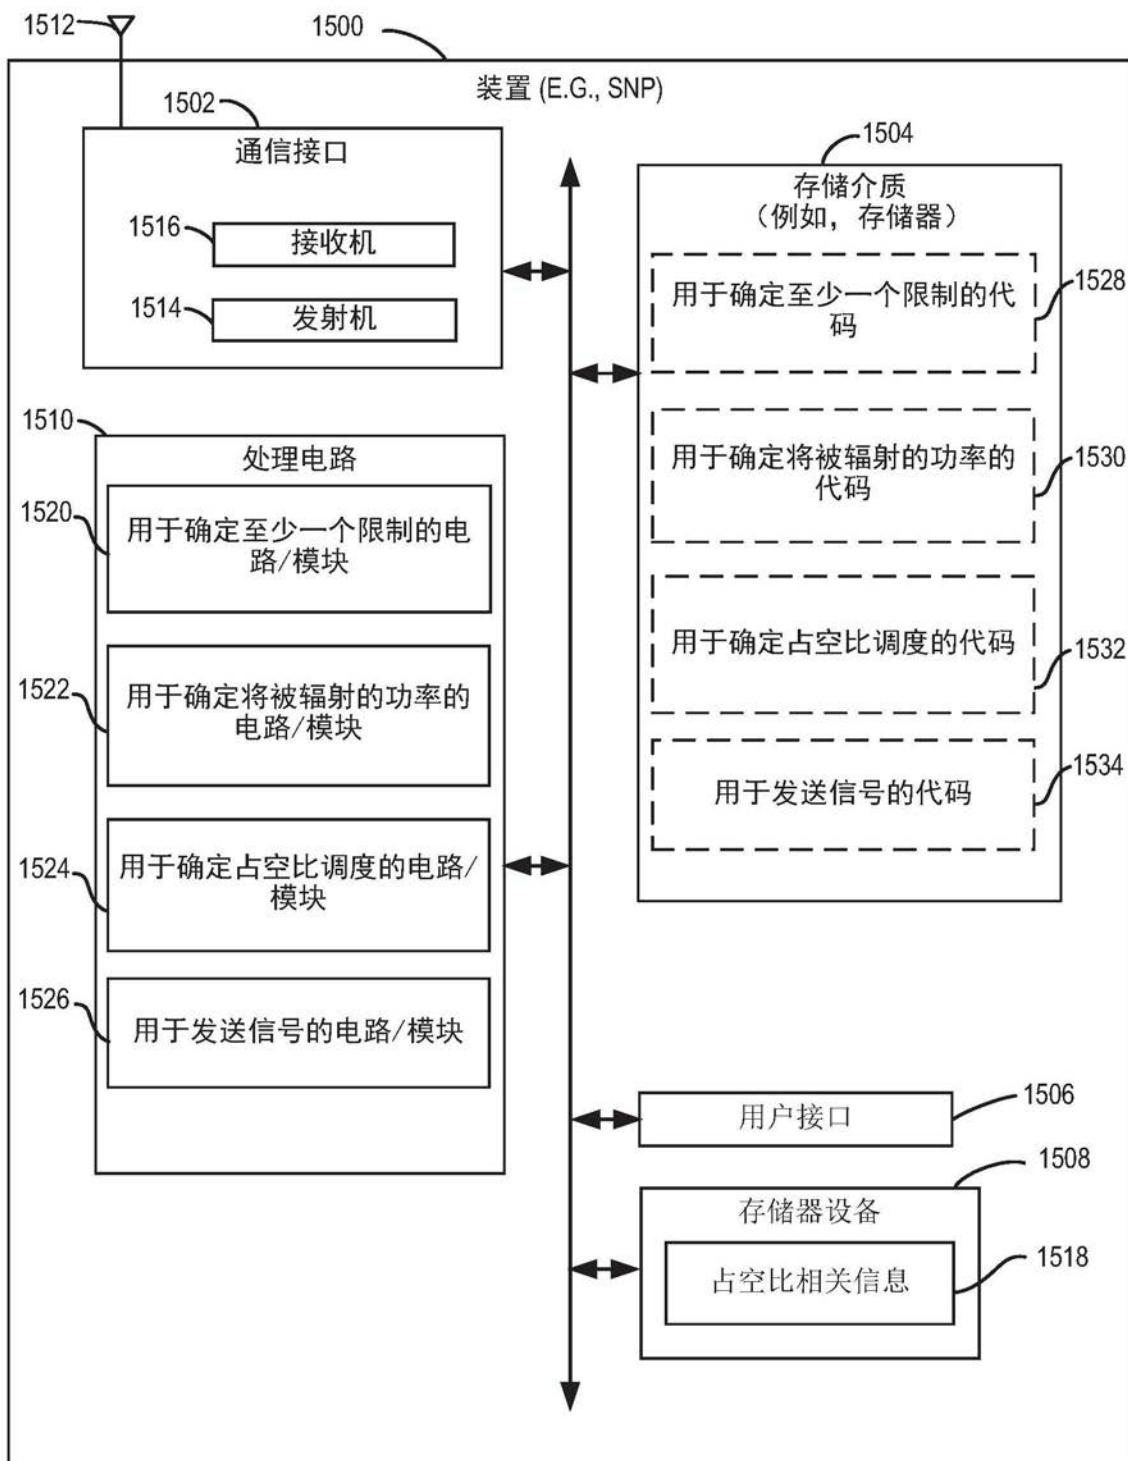 1512
1500
装置 (E.G., SNP)
1502
通信接口
1516
接收机
1514
发射机
1504
存储介质
（例如，存储器）
用于确定至少一个限制的代
码
1528
用于确定将被辐射的功率的
代码
1530
用于确定占空比调度的代码
1532
用于发送信号的代码
1534
1510
处理电路
1520
用于确定至少一个限制的电
路/模块
1522
用于确定将被辐射的功率的
电路/模块
1524
用于确定占空比调度的电路/
模块
1526
用于发送信号的电路/模块
用户接口
1506
1508
存储器设备
占空比相关信息
1518